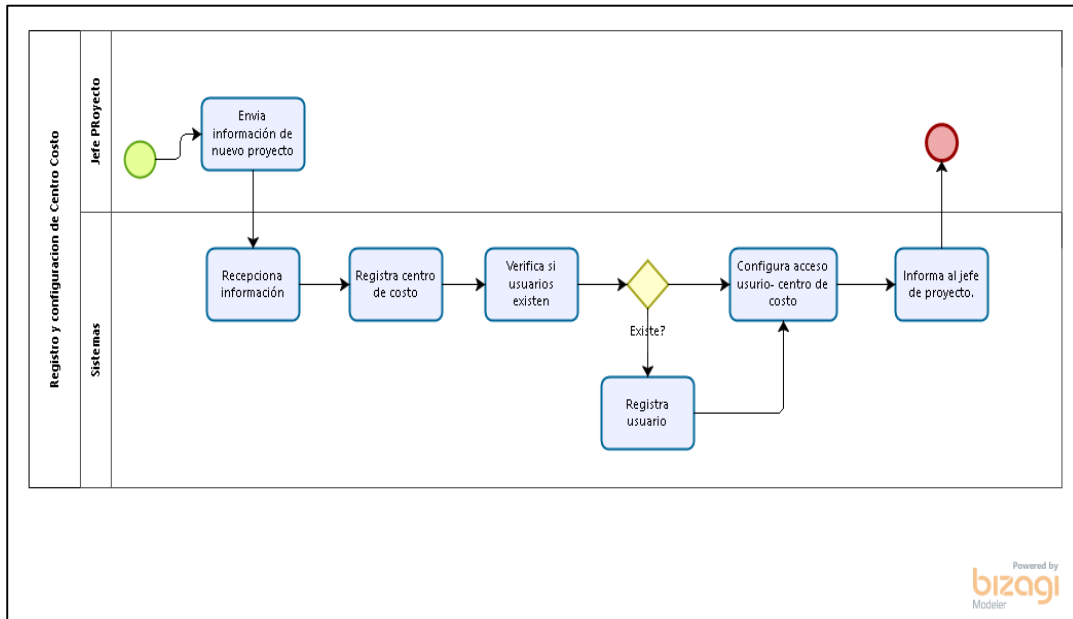 Registro y configuracion de Centro Costo
Jefe PRoyecto
Envia
información de
nuevo proyecto
Sistemas
Recepciona
información
Registra centro
de costo
Verifica si
usuarios
existen
Existe?
Configura acceso
usurio- centro de
costo
Informa al jefe
de proyecto.
Registra
usuario
Powered by
bizagi
Modeler